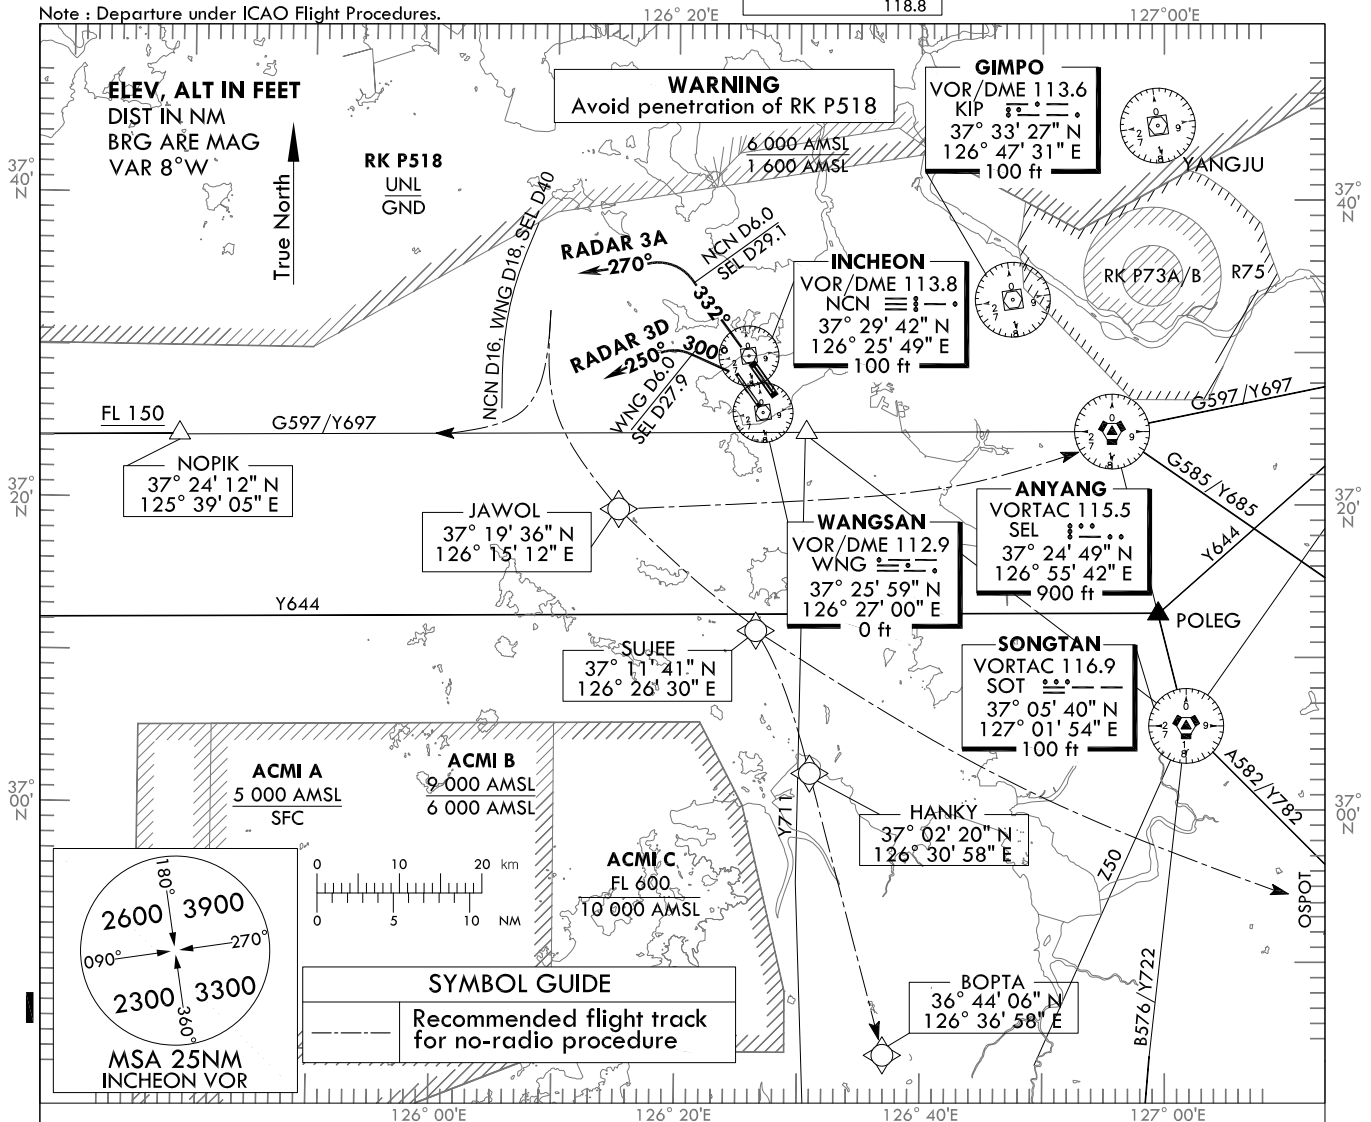 Note : Departure under ICAO Flight Procedures.
118.8
126° 20'E
127°00'E
ELEV, ALT IN FEET
DIST IN NM
BRG ARE MAG
VAR 8°W
True North
RK P518
UNL
GND
WARNING
Avoid penetration of RK P518
6 000 AMSL
1 600 AMSL
GIMPO
VOR/DME 113.6
KIP
37° 33' 27" N
126° 47' 31" E
100 ft
YANGJU
RK P73A/B
R75
37°
40'
N
37°
40'
N
NCN D16, WNG D18, SEL D40
RADAR 3A
270°
NCN D6.0
SEL D29.1
332°
RADAR 3D
250°
300°
WNG D6.0
SEL D27.9
INCHEON
VOR/DME 113.8
NCN
37° 29' 42" N
126° 25' 49" E
100 ft
FL 150
G597/Y697
G597/Y697
NOPIK
37° 24' 12" N
125° 39' 05" E
G585/Y685
Y644
37°
20'
N
37°
20'
N
JAWOL
37° 19' 36" N
126° 15' 12" E
WANGSAN
VOR/DME 112.9
WNG
37° 25' 59" N
126° 27' 00" E
0 ft
ANYANG
VORTAC 115.5
SEL
37° 24' 49" N
126° 55' 42" E
900 ft
Y644
POLEG
SUJEE
37° 11' 41" N
126° 26' 30" E
SONGTAN
VORTAC 116.9
SOT
37° 05' 40" N
127° 01' 54" E
100 ft
A582/Y782
ACMI A
5 000 AMSL
SFC
ACMI B
9 000 AMSL
6 000 AMSL
37°
00'
N
37°
00'
N
Y711
HANKY
37° 02' 20" N
126° 30' 58" E
0 10 20 km
0 5 10 NM
ACMI C
FL 600
10 000 AMSL
Z50
OSPOT
B576/Y722
180°
2600
3900
090°
270°
2300
3300
360°
MSA 25NM
INCHEON VOR
SYMBOL GUIDE
Recommended flight track
for no-radio procedure
BOPTA
36° 44' 06" N
126° 36' 58" E
126° 00'E
126° 20'E
126° 40'E
127° 00'E